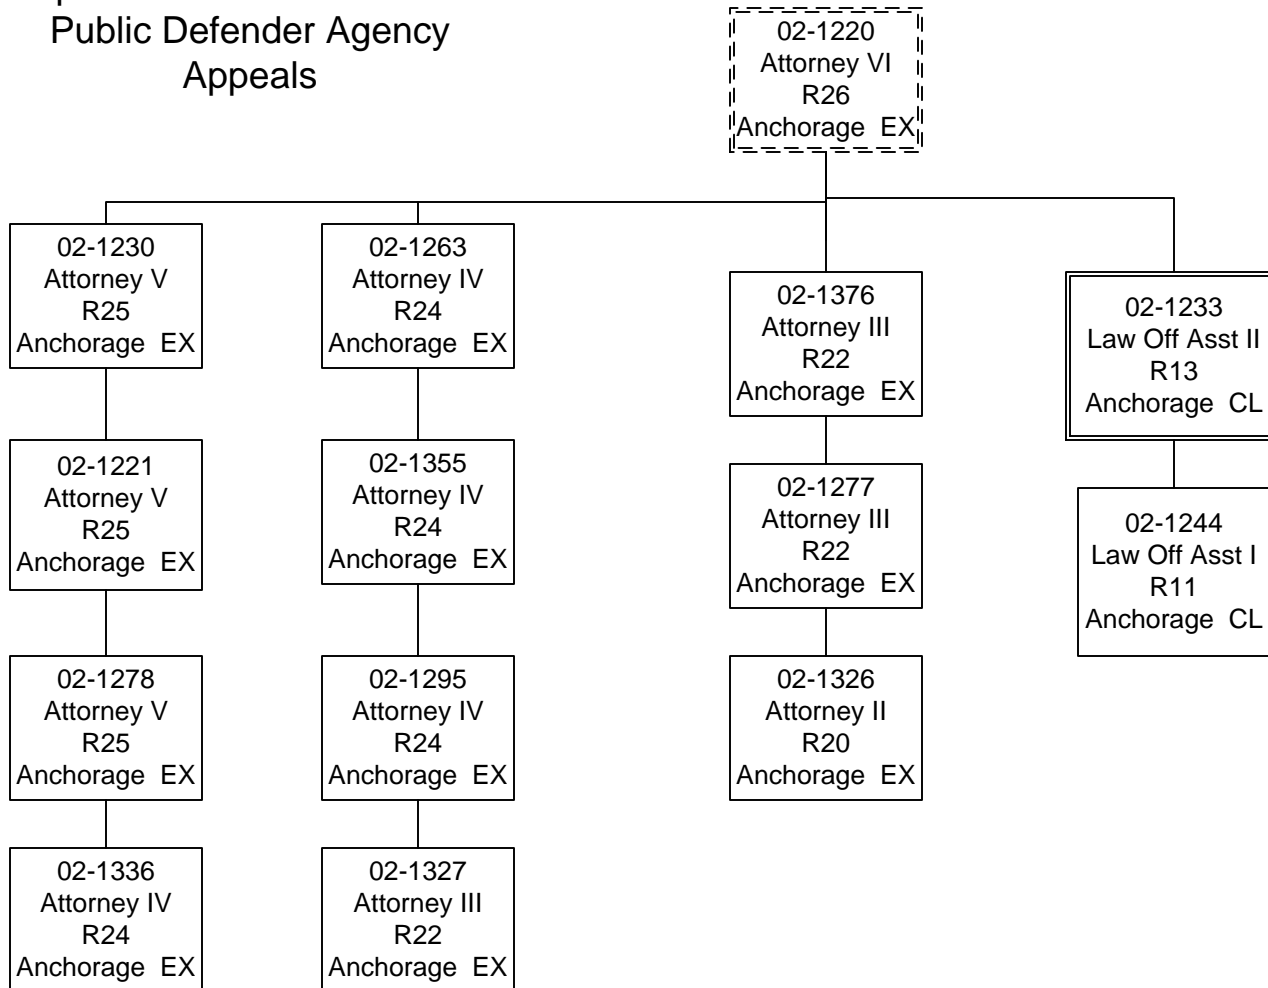 Public Defender Agency
Appeals
02-1220
Attorney VI
R26
Anchorage EX
02-1230
Attorney V
R25
Anchorage EX
02-1263
Attorney IV
R24
Anchorage EX
02-1376
Attorney III
R22
Anchorage EX
02-1233
Law Off Asst II
R13
Anchorage CL
02-1221
Attorney V
R25
Anchorage EX
02-1355
Attorney IV
R24
Anchorage EX
02-1277
Attorney III
R22
Anchorage EX
02-1244
Law Off Asst I
R11
Anchorage CL
02-1278
Attorney V
R25
Anchorage EX
02-1295
Attorney IV
R24
Anchorage EX
02-1326
Attorney II
R20
Anchorage EX
02-1336
Attorney IV
R24
Anchorage EX
02-1327
Attorney III
R22
Anchorage EX